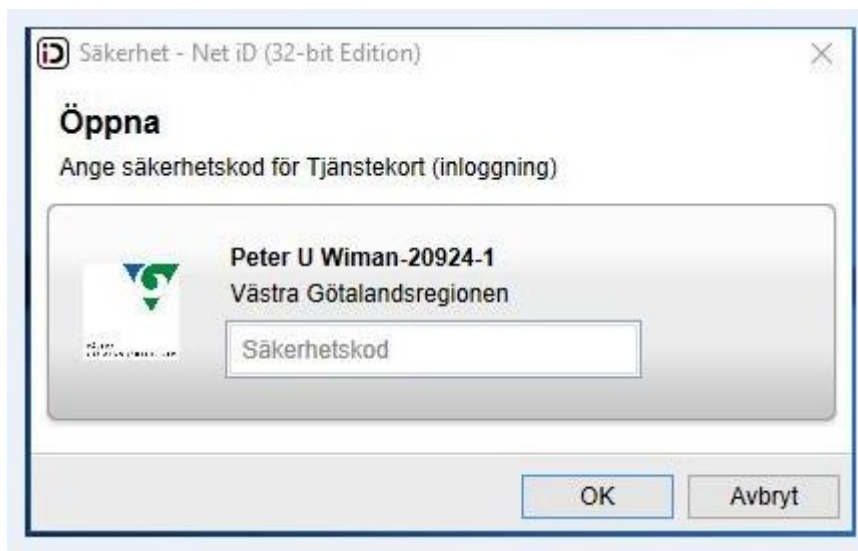 Säkerhet - Net iD (32-bit Edition)
Öppna
Ange säkerhetskod för Tjänstekort (inloggning)
Peter U Wiman-20924-1
Västra Götalandsregionen
Säkerhetskod
OK
Avbryt